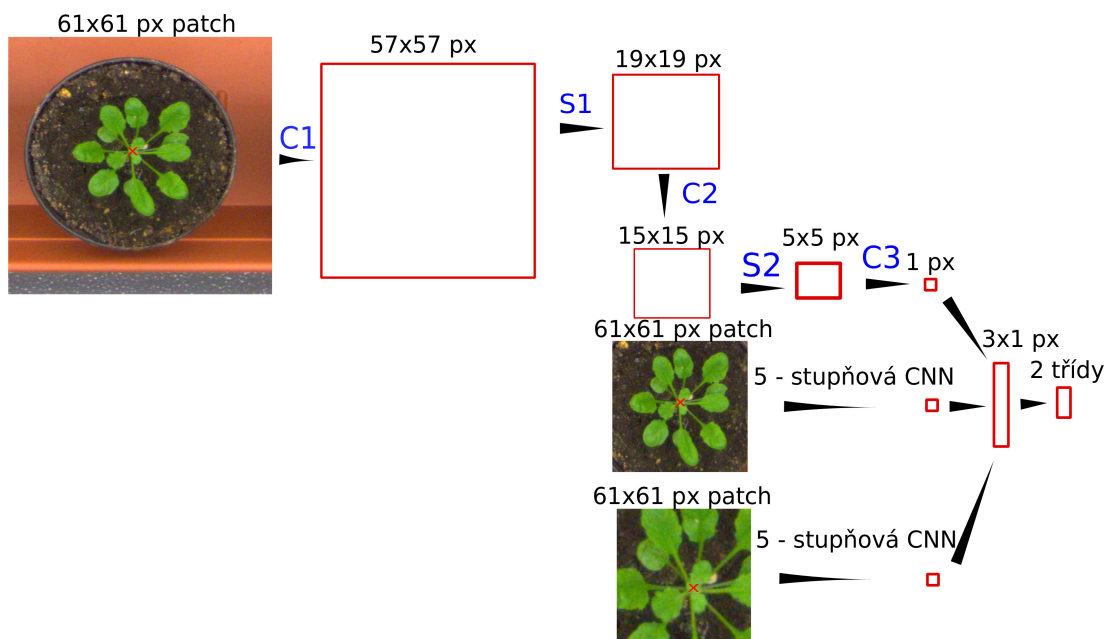 61x61 px patch
57x57 px
19x19 px
C1
S1
C2
15x15 px
S2
5x5 px
C3
1 px
61x61 px patch
5 - stupňová CNN
3x1 px
2 třídy
61x61 px patch
5 - stupňová CNN